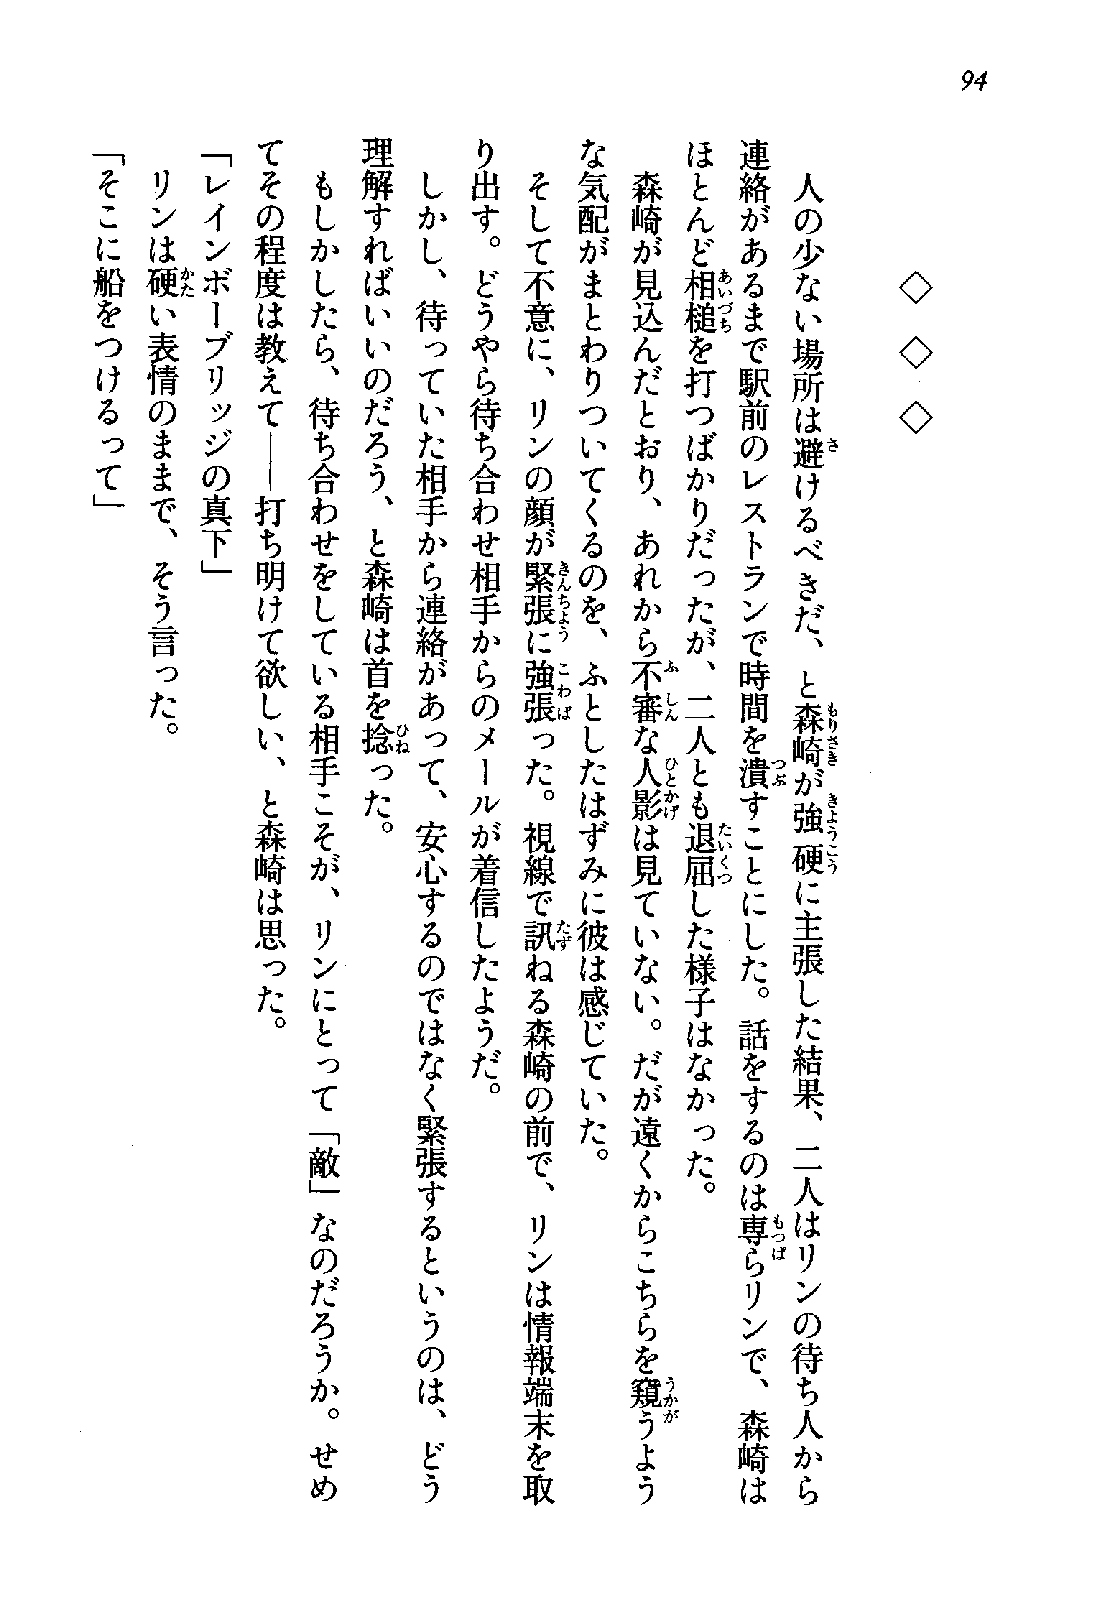 94
◇ ◇ ◇
人の少ない場所は避けるべきだ、と森崎が強硬に主張した結果、二人はリンの待ち人から
連絡があるまで駅前のレストランで時間を潰すことにした。話をするのは専らリンで、森崎は
ほとんど相槌を打つばかりだったが、二人とも退屈した様子はなかった。
森崎が見込んだとおり、あれから不審な人影は見ていない。だが遠くからこちらを窺うよう
な気配がまとわりついてくるのを、ふとしたはずみに彼は感じていた。
そして不意に、リンの顔が緊張に強張った。視線で訊ねる森崎の前で、リンは情報端末を取
り出す。どうやら待ち合わせ相手からのメールが着信したようだ。
しかし、待っていた相手から連絡があって、安心するのではなく緊張するというのは、どう
理解すればいいのだろう、と森崎は首を捻った。
もしかしたら、待ち合わせをしている相手こそが、リンにとって「敵」なのだろうか。せめ
てその程度は教えて――打ち明けて欲しい、と森崎は思った。
「レインボーブリッジの真下」
リンは硬い表情のままで、そう言った。
「そこに船をつけるって」